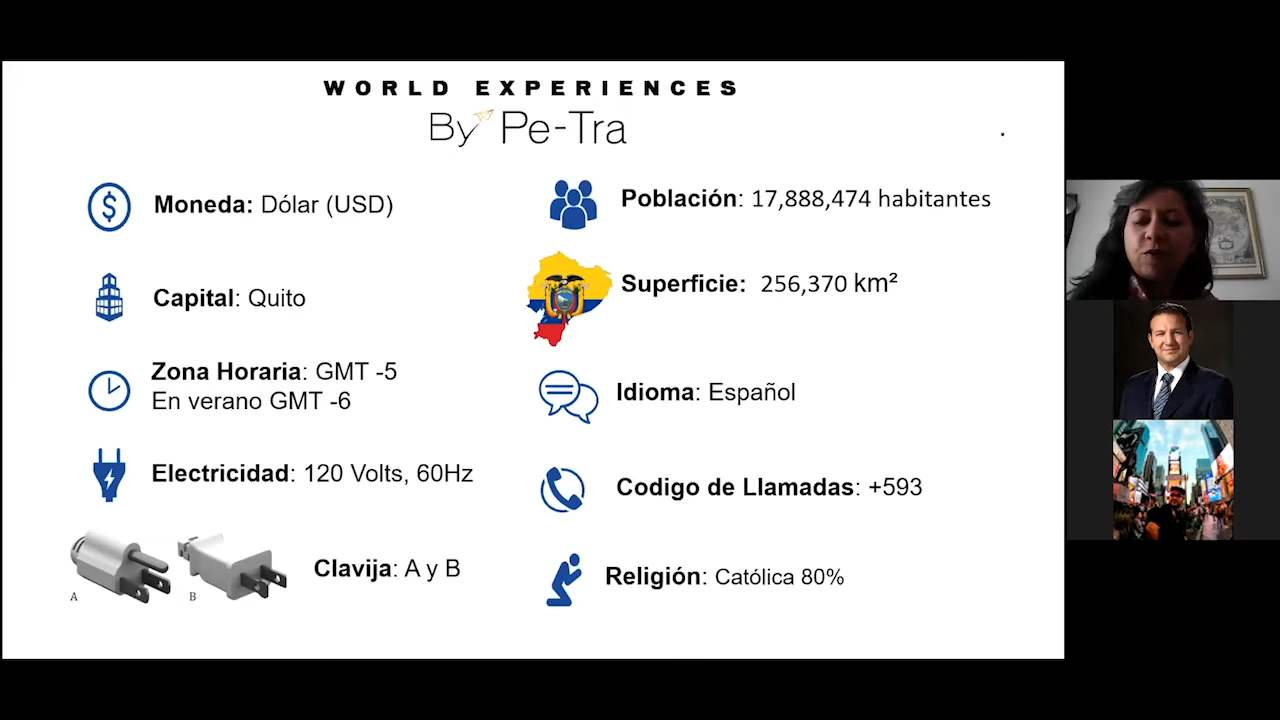 WORLD EXPERIENCES
By Pe-Tra
Moneda: Dólar (USD)
Capital: Quito
Zona Horaria: GMT -5
En verano GMT -6
Electricidad: 120 Volts, 60Hz
A
B
Clavija: A y B
Población: 17,888,474 habitantes
Superficie: 256,370 km²
Idioma: Español
Codigo de Llamadas: +593
Religión: Católica 80%